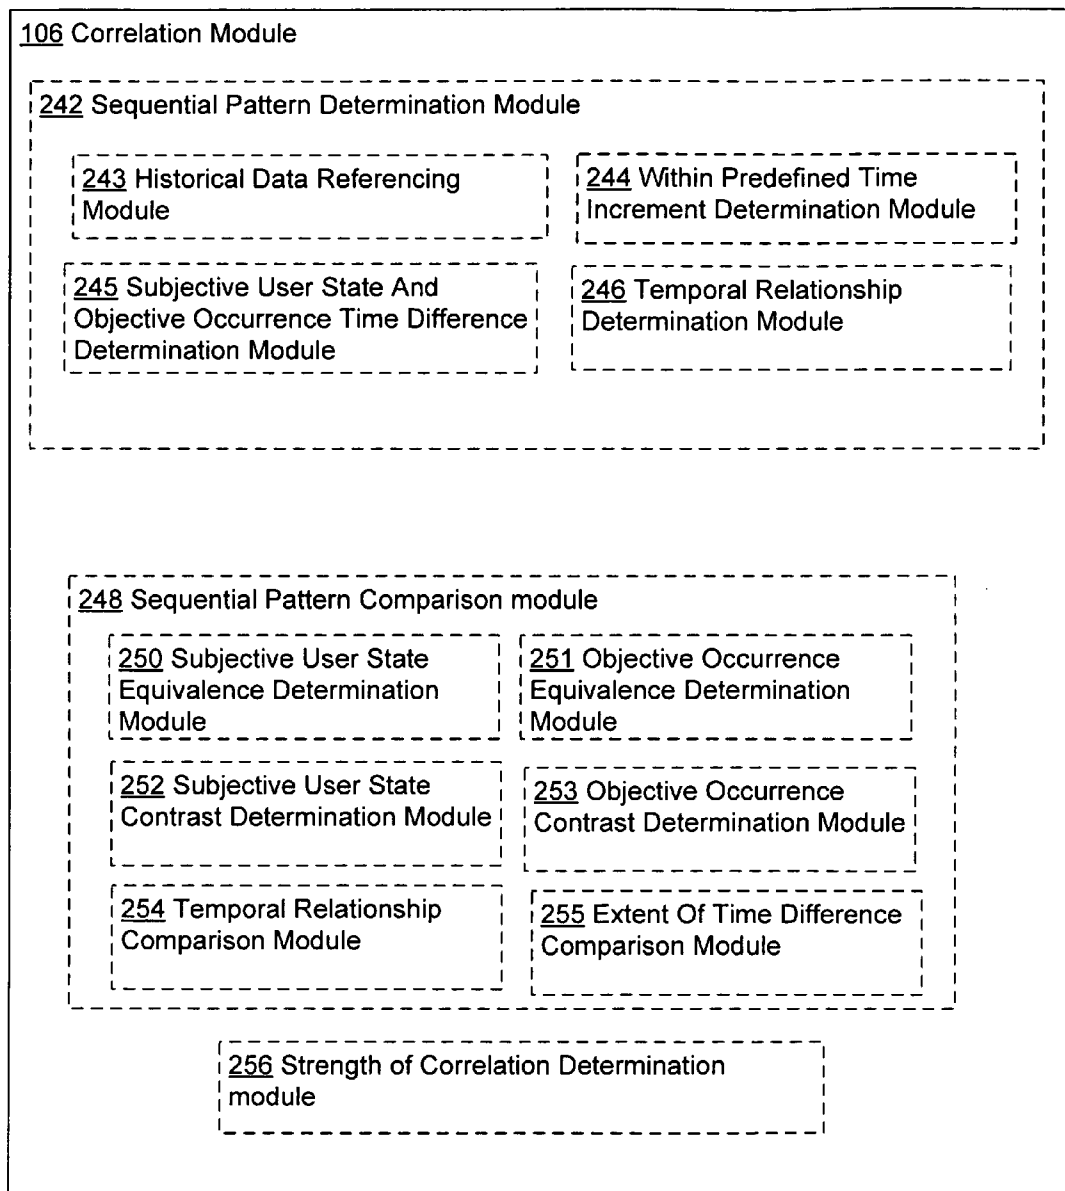 106 Correlation Module
242 Sequential Pattern Determination Module
243 Historical Data Referencing
Module
244 Within Predefined Time
Increment Determination Module
245 Subjective User State And
Objective Occurrence Time Difference
Determination Module
246 Temporal Relationship
Determination Module
248 Sequential Pattern Comparison module
250 Subjective User State
Equivalence Determination
Module
251 Objective Occurrence
Equivalence Determination
Module
252 Subjective User State
Contrast Determination Module
253 Objective Occurrence
Contrast Determination Module
254 Temporal Relationship
Comparison Module
255 Extent Of Time Difference
Comparison Module
256 Strength of Correlation Determination
module